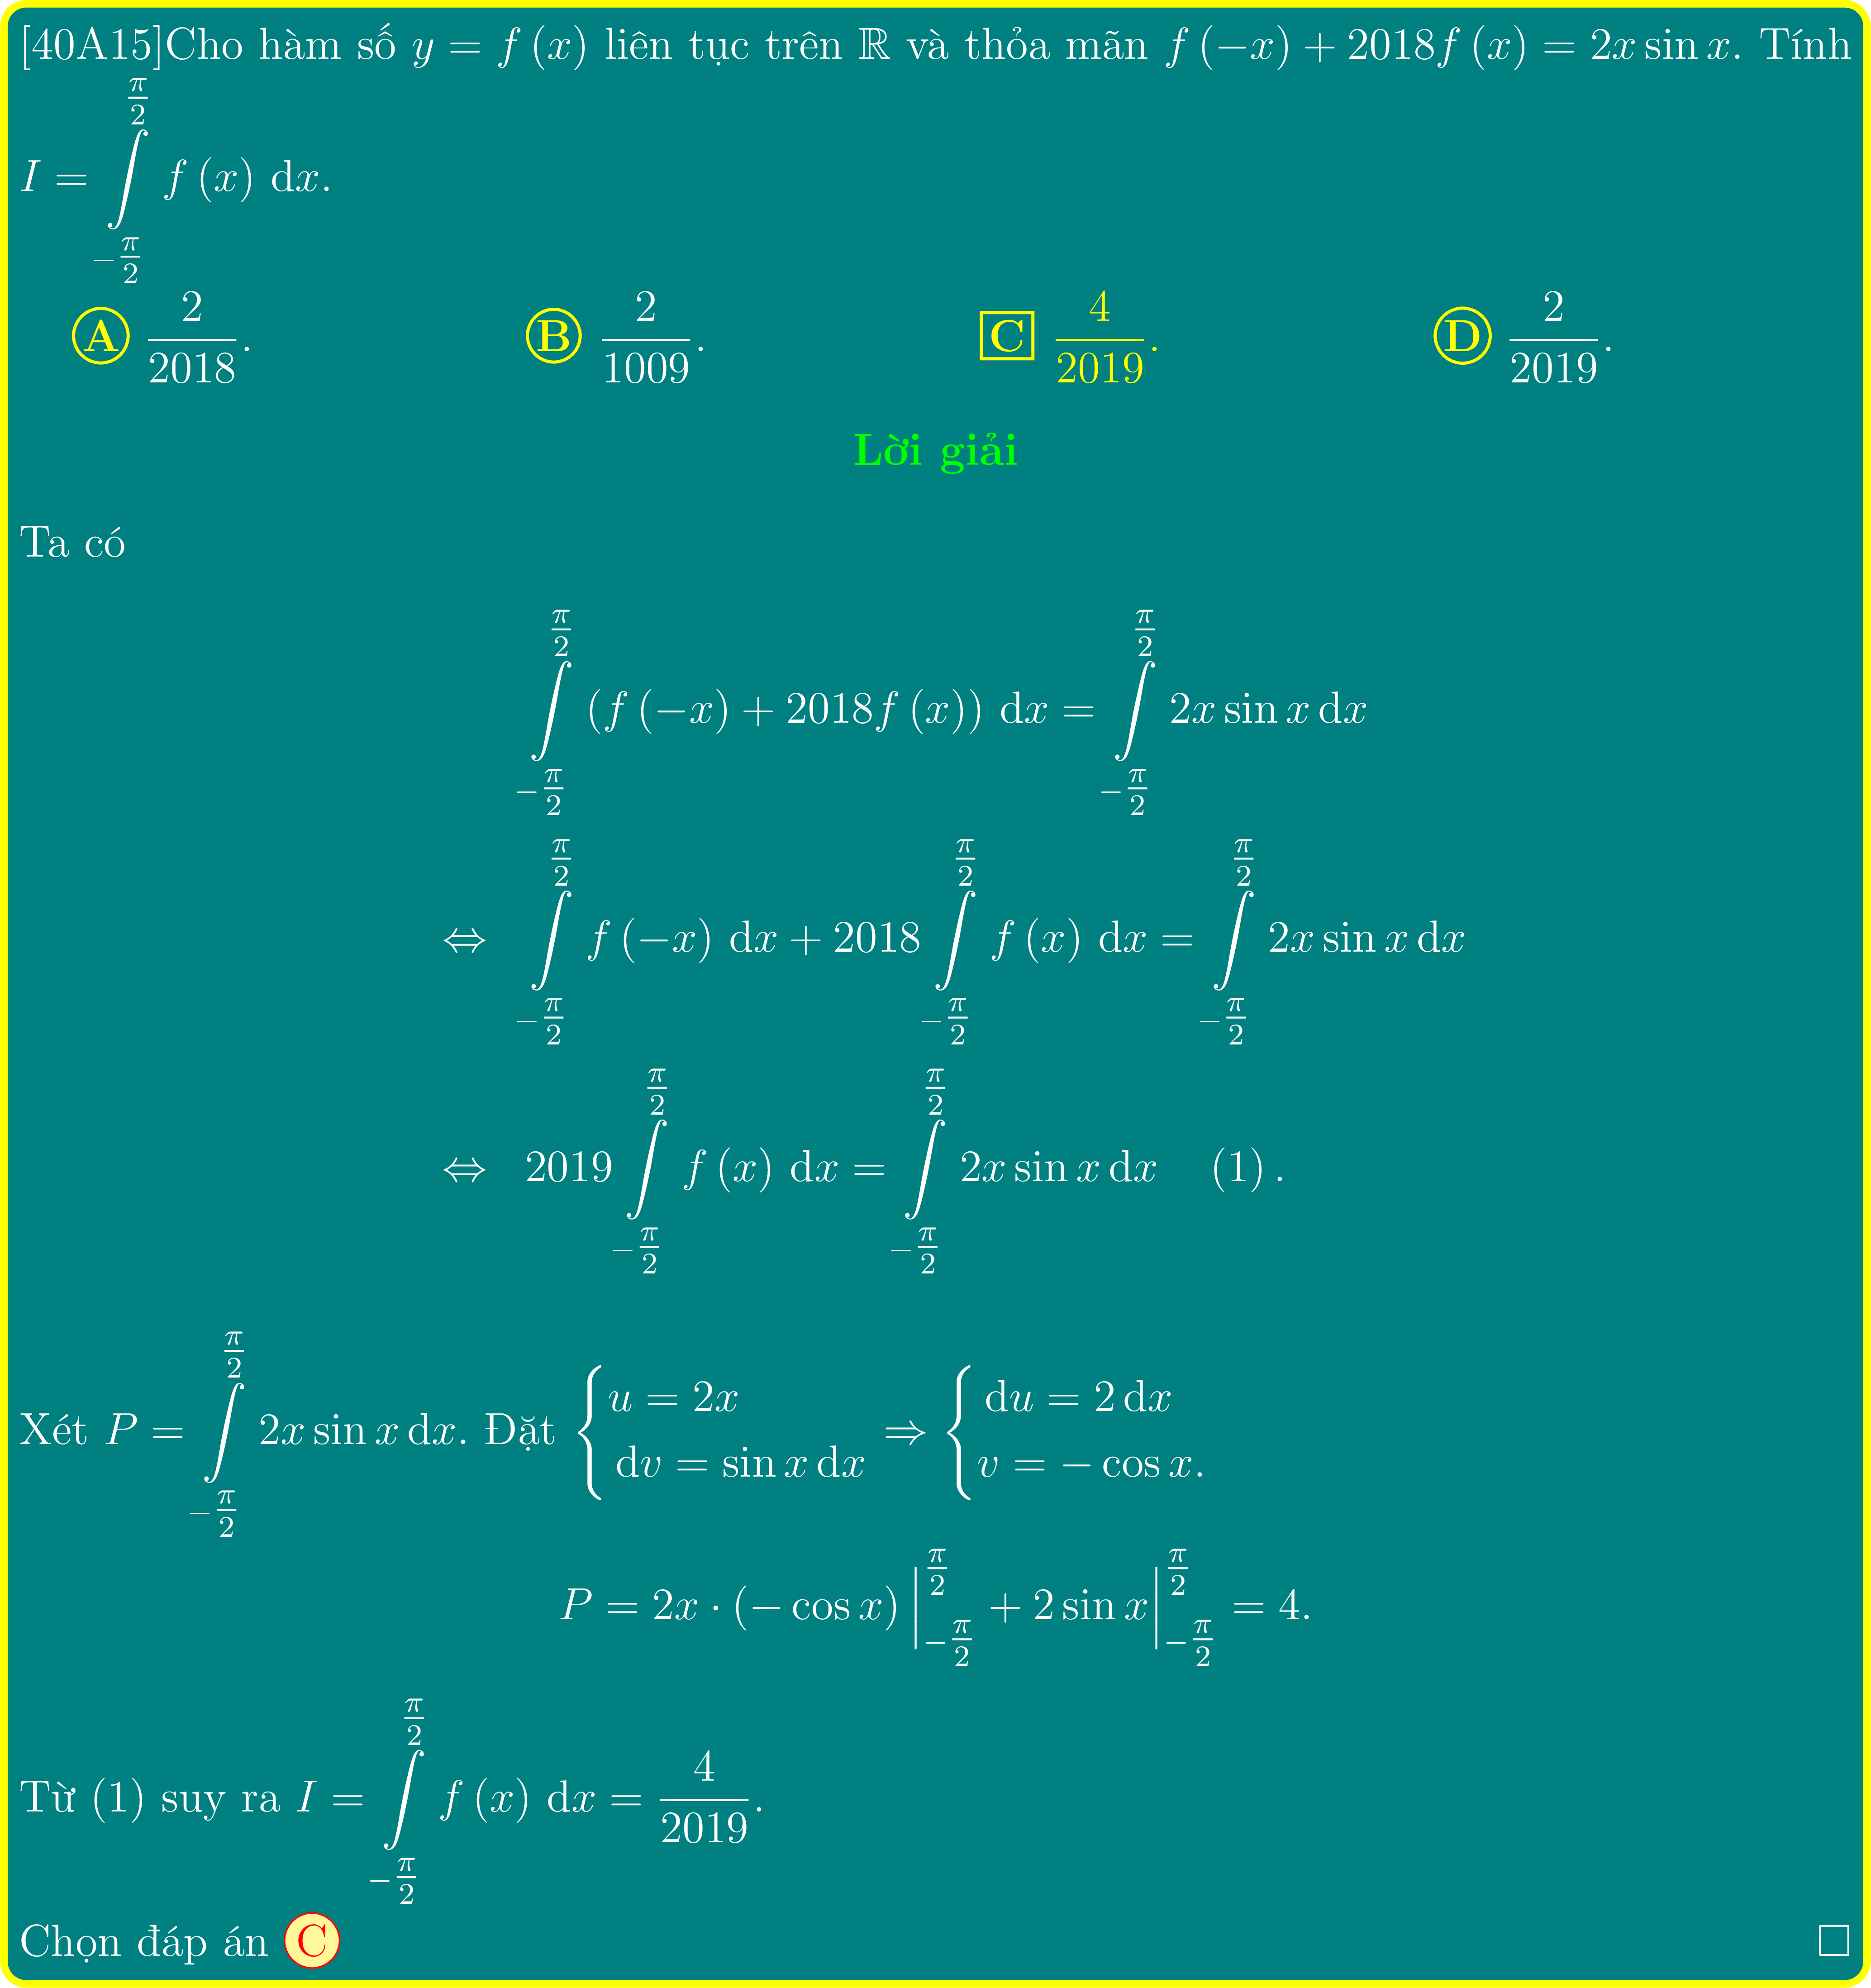 [40A15]Cho hàm số $y = f(x)$ liên tục trên $\mathbb{R}$ và thỏa mãn $f(-x) + 2018f(x) = 2x \sin x$. Tính
$I = \int\limits_{-\frac{\pi}{2}}^{\frac{\pi}{2}} f(x)\ \mathrm{d}x$.
Ⓐ $\frac{2}{2018}$. Ⓑ $\frac{2}{1009}$. C $\frac{4}{2019}$. Ⓓ $\frac{2}{2019}$.
Lời giải
Ta có
$\int\limits_{-\frac{\pi}{2}}^{\frac{\pi}{2}} (f(-x) + 2018f(x))\ \mathrm{d}x = \int\limits_{-\frac{\pi}{2}}^{\frac{\pi}{2}} 2x \sin x\,\mathrm{d}x$
$\Leftrightarrow \int\limits_{-\frac{\pi}{2}}^{\frac{\pi}{2}} f(-x)\ \mathrm{d}x + 2018 \int\limits_{-\frac{\pi}{2}}^{\frac{\pi}{2}} f(x)\ \mathrm{d}x = \int\limits_{-\frac{\pi}{2}}^{\frac{\pi}{2}} 2x \sin x\,\mathrm{d}x$
$\Leftrightarrow 2019 \int\limits_{-\frac{\pi}{2}}^{\frac{\pi}{2}} f(x)\ \mathrm{d}x = \int\limits_{-\frac{\pi}{2}}^{\frac{\pi}{2}} 2x \sin x\,\mathrm{d}x \quad (1).$
Xét $P = \int\limits_{-\frac{\pi}{2}}^{\frac{\pi}{2}} 2x \sin x\,\mathrm{d}x$. Đặt $\begin{cases} u = 2x \\ \mathrm{d}v = \sin x\,\mathrm{d}x \end{cases} \Rightarrow \begin{cases} \mathrm{d}u = 2\,\mathrm{d}x \\ v = -\cos x. \end{cases}$
$P = 2x \cdot (-\cos x)\Big|_{-\frac{\pi}{2}}^{\frac{\pi}{2}} + 2 \sin x\Big|_{-\frac{\pi}{2}}^{\frac{\pi}{2}} = 4.$
Từ (1) suy ra $I = \int\limits_{-\frac{\pi}{2}}^{\frac{\pi}{2}} f(x)\ \mathrm{d}x = \frac{4}{2019}$.
Chọn đáp án Ⓒ □